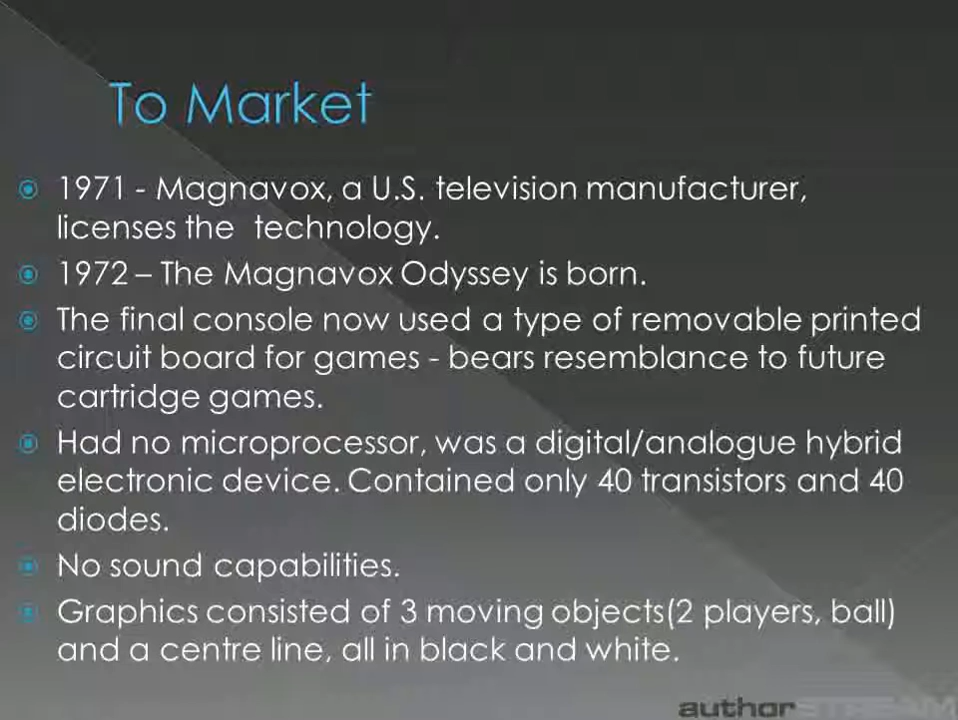 To Market
1971 - Magnavox, a U.S. television manufacturer,
licenses the technology.
1972 – The Magnavox Odyssey is born.
The final console now used a type of removable printed
circuit board for games - bears resemblance to future
cartridge games.
Had no microprocessor, was a digital/analogue hybrid
electronic device. Contained only 40 transistors and 40
diodes.
No sound capabilities.
Graphics consisted of 3 moving objects(2 players, ball)
and a centre line, all in black and white.
authorSTREAM